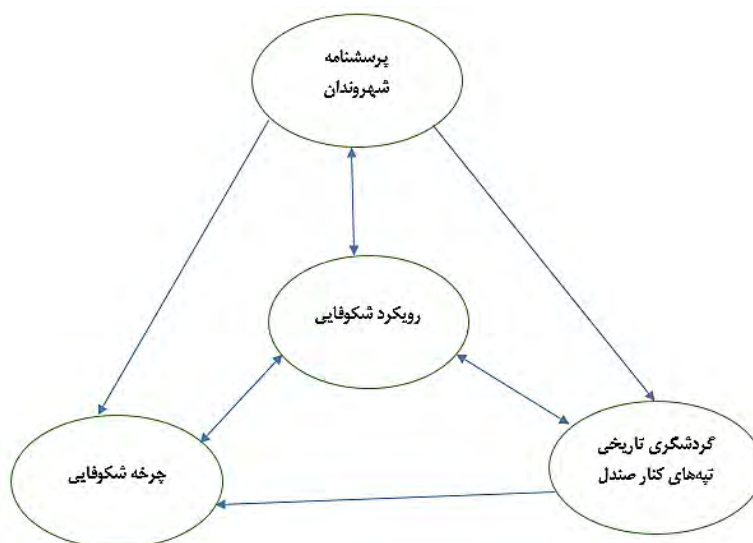 پرسشنامه
شهروندان
رویکرد شکوفایی
گردشگری تاریخی
تپه‌های کنار صندل
چرخه شکوفایی